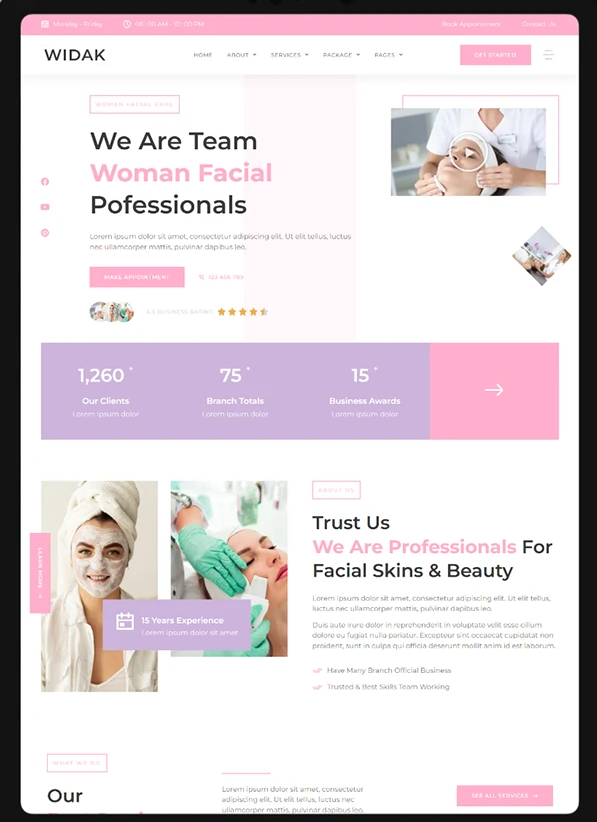 Monday - Friday
08: 00 AM - 10: 00 PM
Book Appointment
Contact Us
WIDAK
HOME
ABOUT
SERVICES
PACKAGE
PAGES
GET STARTED
WOMAN FACIAL CARE
We Are Team
Woman Facial
Pofessionals
Lorem ipsum dolor sit amet, consectetur adipiscing elit. Ut elit tellus, luctus
nec ullamcorper mattis, pulvinar dapibus leo.
MAKE APPOINTMENT
123 456 789
4.5 BUSINESS RATING
1,260 +
Our Clients
Lorem ipsum dolor
75 +
Branch Totals
Lorem ipsum dolor
15 +
Business Awards
Lorem ipsum dolor
LEARN MORE
15 Years Experience
Lorem ipsum dolor sit amet
ABOUT US
Trust Us
We Are Professionals For
Facial Skins & Beauty
Lorem ipsum dolor sit amet, consectetur adipiscing elit. Ut elit tellus,
luctus nec ullamcorper mattis, pulvinar dapibus leo.
Duis aute irure dolor in reprehenderit in voluptate velit esse cillum
dolore eu fugiat nulla pariatur. Excepteur sint occaecat cupidatat non
proident, sunt in culpa qui officia deserunt mollit anim id est laborum.
Have Many Branch Official Business
Trusted & Best Skills Team Working
WHAT WE DO
Our
Lorem ipsum dolor sit amet, consectetur
adipiscing elit. Ut elit tellus, luctus nec
ullamcorper mattis, pulvinar dapibus leo.
SEE ALL SERVICES